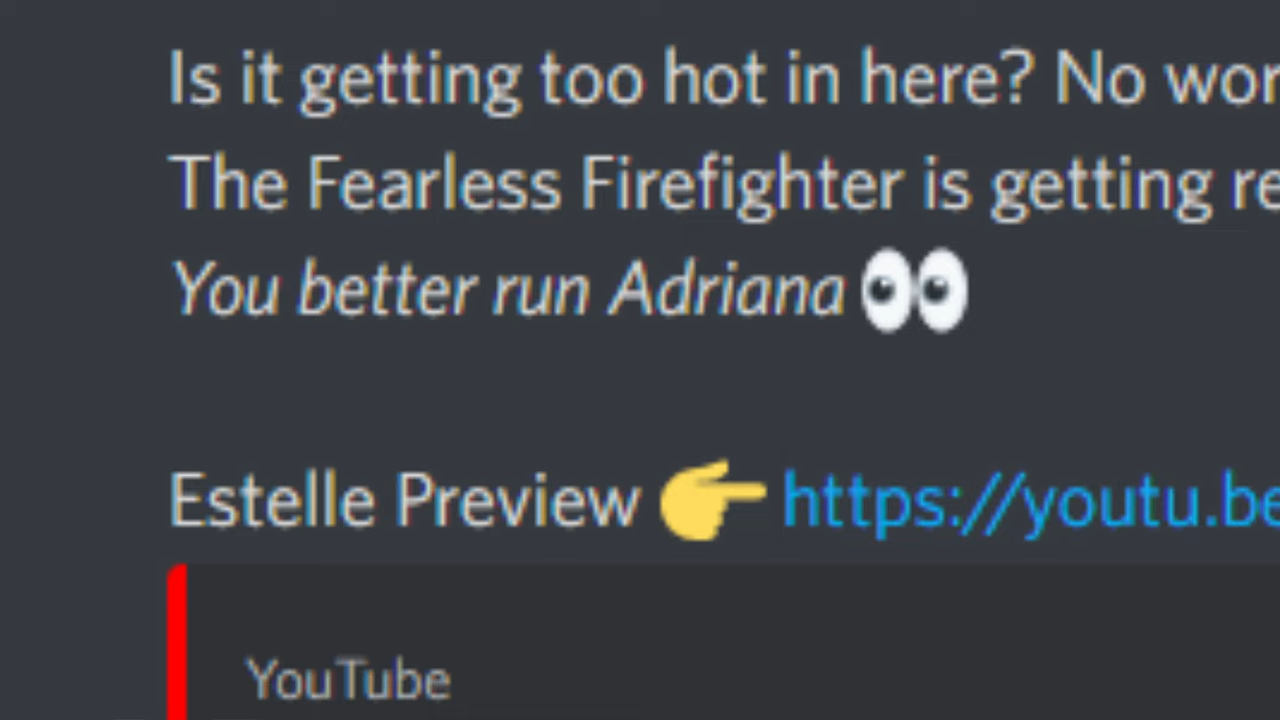 Is it getting too hot in here? No wor
The Fearless Firefighter is getting re
You better run Adriana 👀
Estelle Preview 👉 https://youtu.be
YouTube